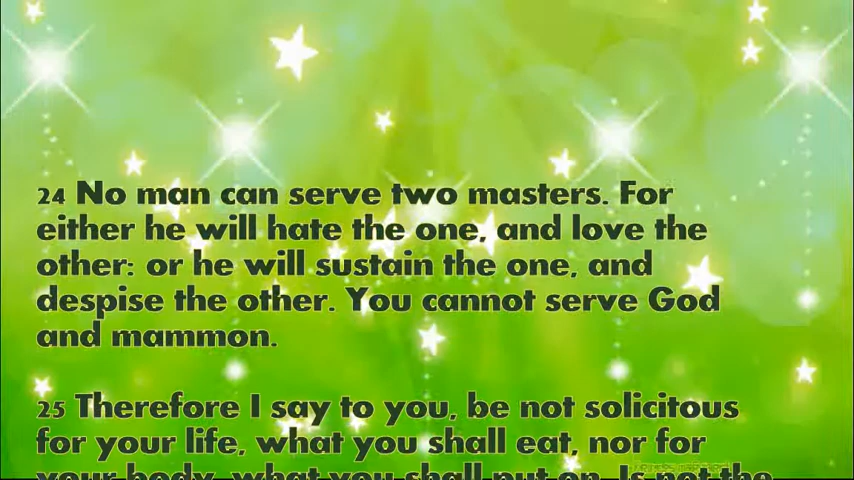 24 No man can serve two masters. For
either he will hate the one, and love the
other: or he will sustain the one, and
despise the other. You cannot serve God
and mammon.
25 Therefore I say to you, be not solicitous
for your life, what you shall eat, nor for
your body, what you shall put on. Is not the